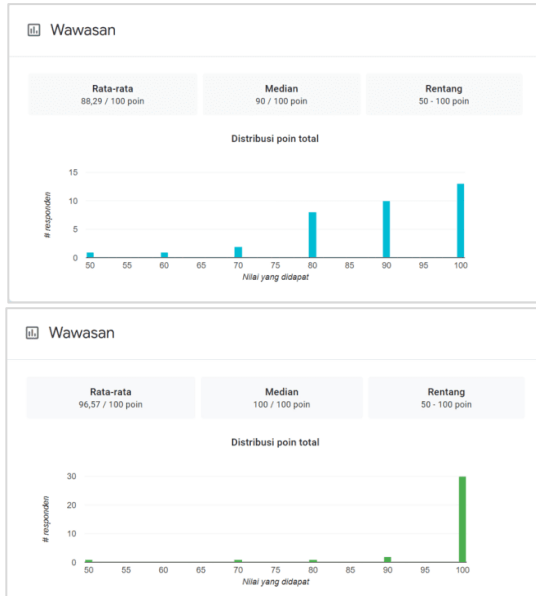 Wawasan
Rata-rata Median Rentang
88,29 / 100 poin 90 / 100 poin 50 - 100 poin
Distribusi poin total
# responden
15
10
5
0
50 55 60 65 70 75 80 85 90 95 100
Nilai yang didapat
Wawasan
Rata-rata Median Rentang
96,57 / 100 poin 100 / 100 poin 50 - 100 poin
Distribusi poin total
# responden
30
20
10
0
50 55 60 65 70 75 80 85 90 95 100
Nilai yang didapat